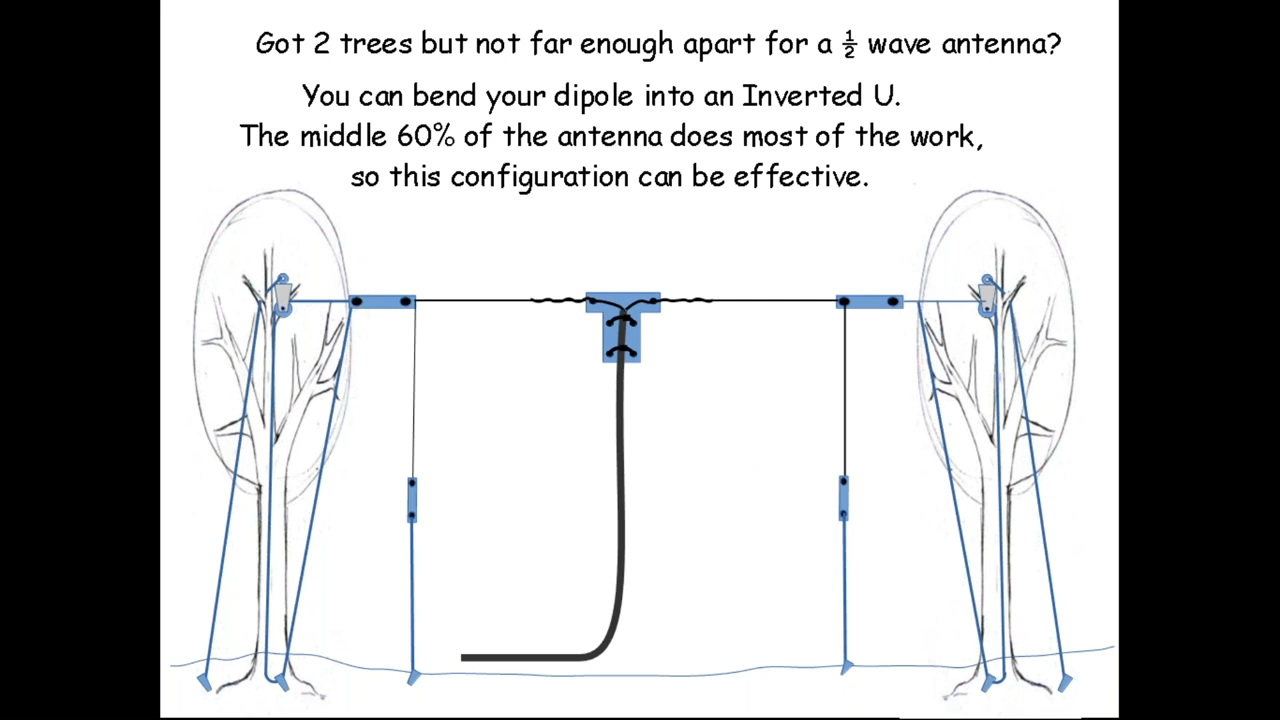 Got 2 trees but not far enough apart for a ½ wave antenna?
You can bend your dipole into an Inverted U.
The middle 60% of the antenna does most of the work,
so this configuration can be effective.